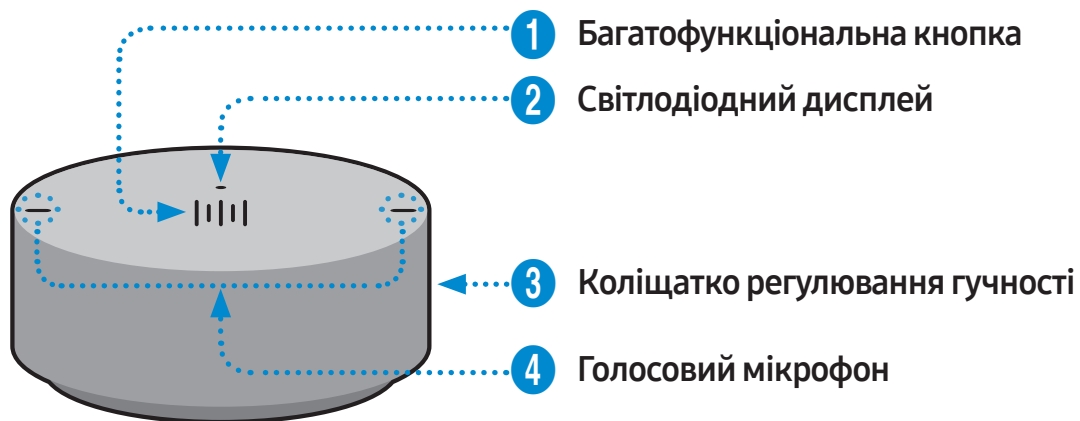 1 Багатофункціональна кнопка
2 Світлодіодний дисплей
3 Коліщатко регулювання гучності
4 Голосовий мікрофон